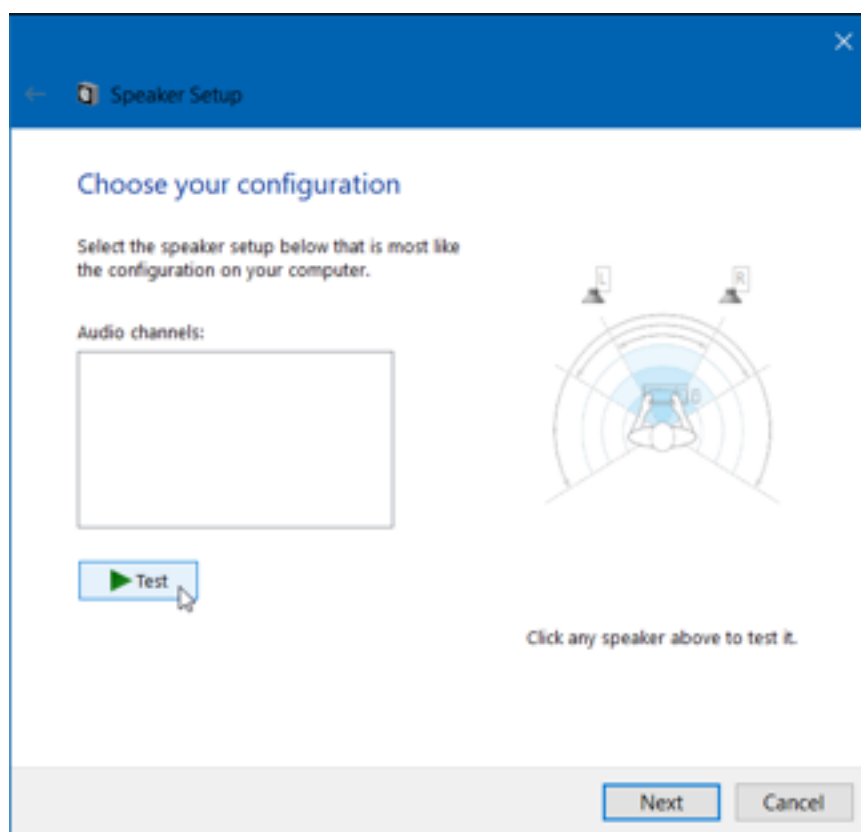 Speaker Setup
Choose your configuration
Select the speaker setup below that is most like
the configuration on your computer.
Audio channels:
L
R
Test
Click any speaker above to test it.
Next
Cancel